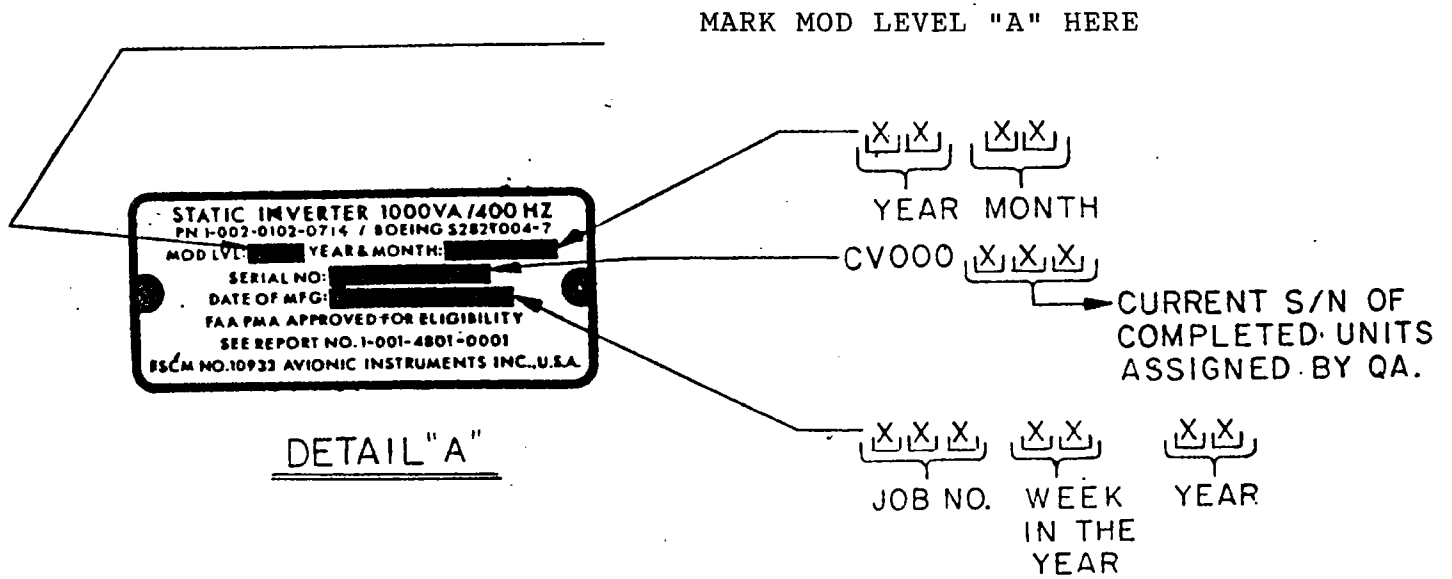 MARK MOD LEVEL "A" HERE
X X X X
YEAR MONTH
STATIC INVERTER 1000VA/400 HZ
PN 1-002-0102-0714 / BOEING S282T004-7
MOD LVL: YEAR & MONTH:
SERIAL NO:
DATE OF MFG:
FAA PMA APPROVED FOR ELIGIBILITY
SEE REPORT NO. 1-001-4801-0001
FSCM NO. 10933 AVIONIC INSTRUMENTS INC., U.S.A.
CV000 X X X
CURRENT S/N OF
COMPLETED UNITS
ASSIGNED BY QA.
X X X X X X X
JOB NO. WEEK IN THE YEAR YEAR
DETAIL "A"